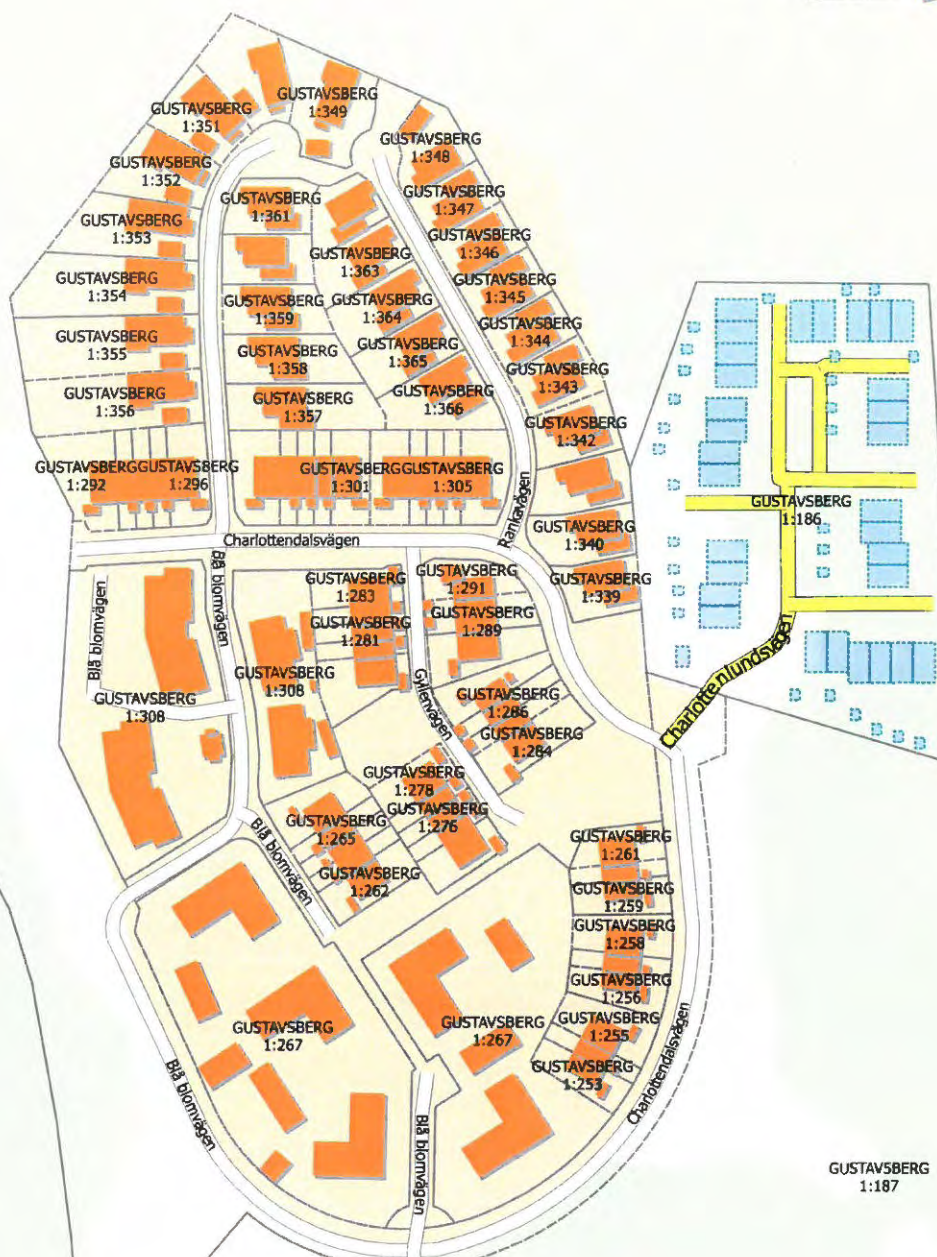 GUSTAVSBERG
1:349
GUSTAVSBERG
1:351
GUSTAVSBERG
1:348
GUSTAVSBERG
1:352
GUSTAVSBERG
1:347
GUSTAVSBERG
1:361
GUSTAVSBERG
1:353
GUSTAVSBERG
1:346
GUSTAVSBERG
1:363
GUSTAVSBERG
1:354
GUSTAVSBERG
1:345
GUSTAVSBERG
1:359
GUSTAVSBERG
1:364
GUSTAVSBERG
1:344
GUSTAVSBERG
1:355
GUSTAVSBERG
1:358
GUSTAVSBERG
1:365
GUSTAVSBERG
1:343
GUSTAVSBERG
1:356
GUSTAVSBERG
1:357
GUSTAVSBERG
1:366
GUSTAVSBERG
1:342
GUSTAVSBERG
1:292
GUSTAVSBERG
1:296
GUSTAVSBERG
1:301
GUSTAVSBERG
1:305
GUSTAVSBERG
1:186
Rankavägen
GUSTAVSBERG
1:340
Charlottendalsvägen
GUSTAVSBERG
1:339
Blå blomvägen
Blå blomvägen
GUSTAVSBERG
1:283
GUSTAVSBERG
1:291
GUSTAVSBERG
1:281
GUSTAVSBERG
1:289
GUSTAVSBERG
1:308
GUSTAVSBERG
1:308
Gyllenvägen
GUSTAVSBERG
1:286
GUSTAVSBERG
1:284
Charlottenlundsvägen
GUSTAVSBERG
1:278
GUSTAVSBERG
1:276
GUSTAVSBERG
1:265
GUSTAVSBERG
1:262
Blå blomvägen
GUSTAVSBERG
1:261
GUSTAVSBERG
1:259
GUSTAVSBERG
1:258
GUSTAVSBERG
1:256
GUSTAVSBERG
1:255
GUSTAVSBERG
1:253
GUSTAVSBERG
1:267
GUSTAVSBERG
1:267
Charlottendalsvägen
Blå blomvägen
Blå blomvägen
GUSTAVSBERG
1:187